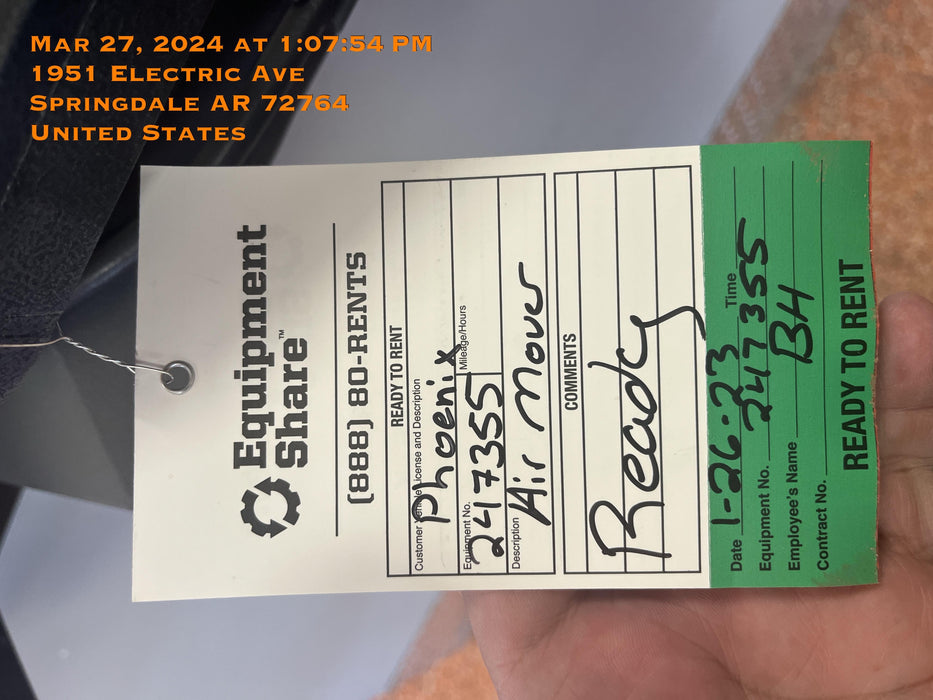 Mar 27, 2024 at 1:07:54 PM
1951 Electric Ave
Springdale AR 72764
United States
Equipment
Share™
(888) 80-RENTS
READY TO RENT
Customer Vehicle License and Description
Phoenix
Equipment No. 247355 Mileage/Hours
Description Air Mover
COMMENTS
Ready
Date 1-26-23 Time
Equipment No. 247355
Employee's Name BH
Contract No.
READY TO RENT